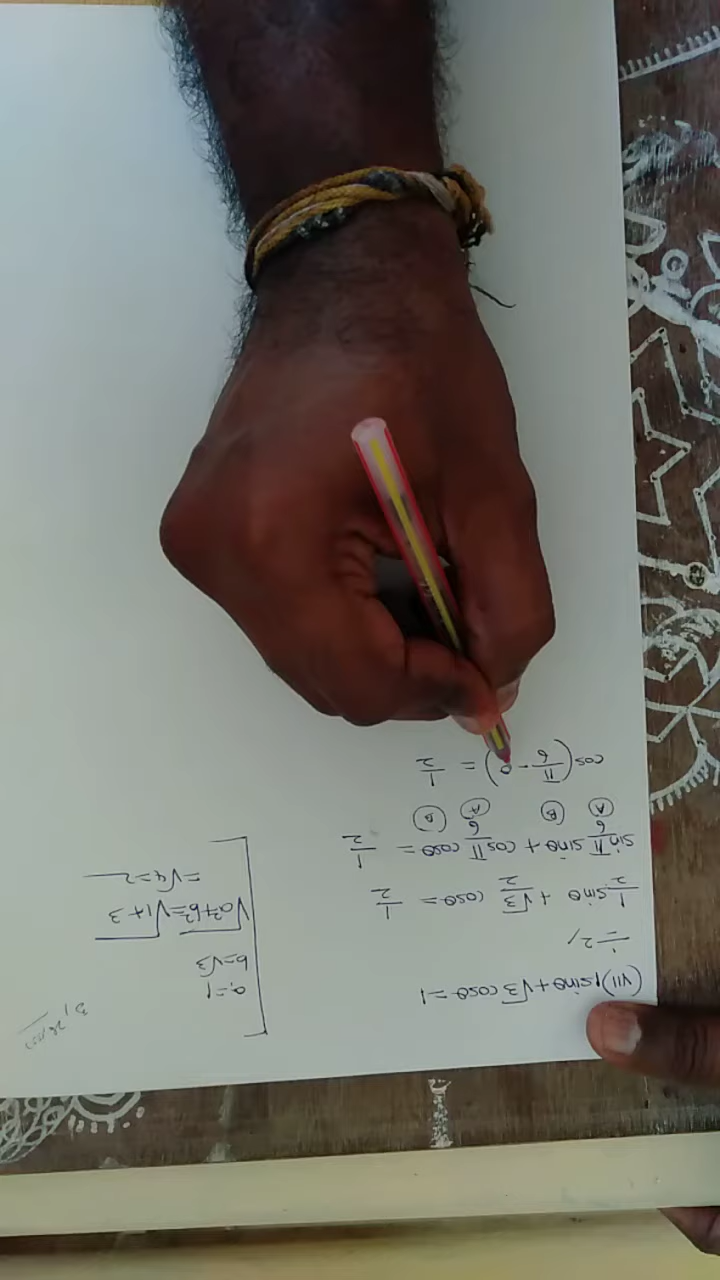 (VII) 1sinθ+√3 cosθ=1
÷2,
1/2 sinθ + √3/2 cosθ = 1/2
sin π/6 sinθ + cos π/6 cosθ = 1/2
Ⓐ Ⓑ Ⓐ Ⓑ
cos(π/6 - θ) = 1/2
a=1
b=√3
√a²+b²=√1+3
=√4=2